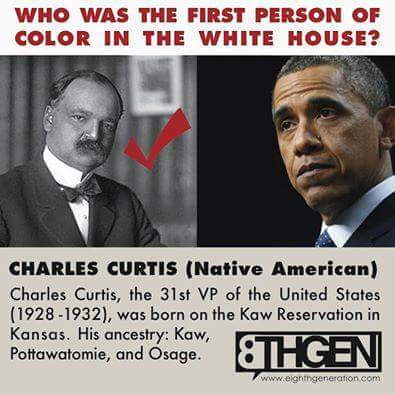 WHO WAS THE FIRST PERSON OF
COLOR IN THE WHITE HOUSE?
CHARLES CURTIS (Native American)
Charles Curtis, the 31st VP of the United States
(1928 -1932), was born on the Kaw Reservation in
Kansas. His ancestry: Kaw,
Pottawatomie, and Osage.
8THGEN
www.eighthgeneration.com